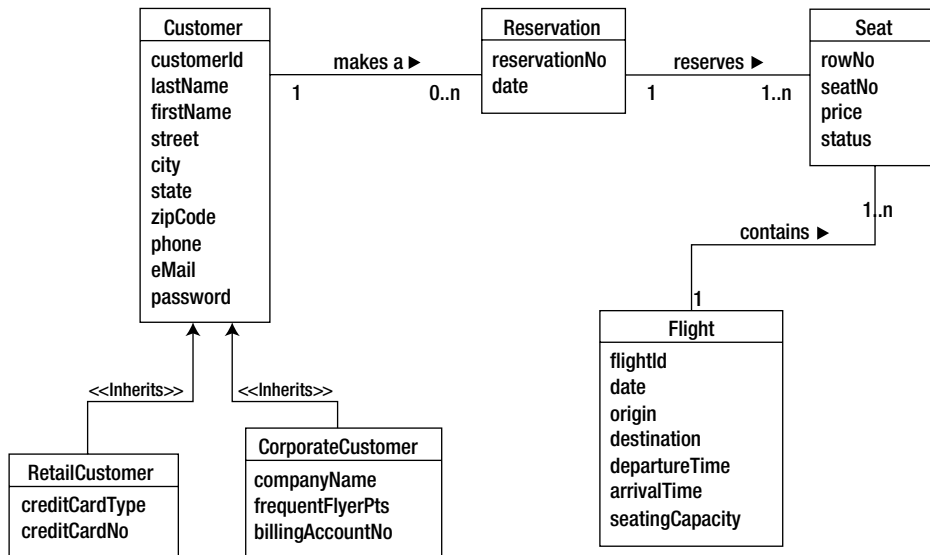 Customer
customerId
lastName
firstName
street
city
state
zipCode
phone
eMail
password
makes a ►
1
0..n
Reservation
reservationNo
date
reserves ►
1
1..n
Seat
rowNo
seatNo
price
status
1..n
contains ►
1
Flight
flightId
date
origin
destination
departureTime
arrivalTime
seatingCapacity
<<Inherits>>
<<Inherits>>
RetailCustomer
creditCardType
creditCardNo
CorporateCustomer
companyName
frequentFlyerPts
billingAccountNo